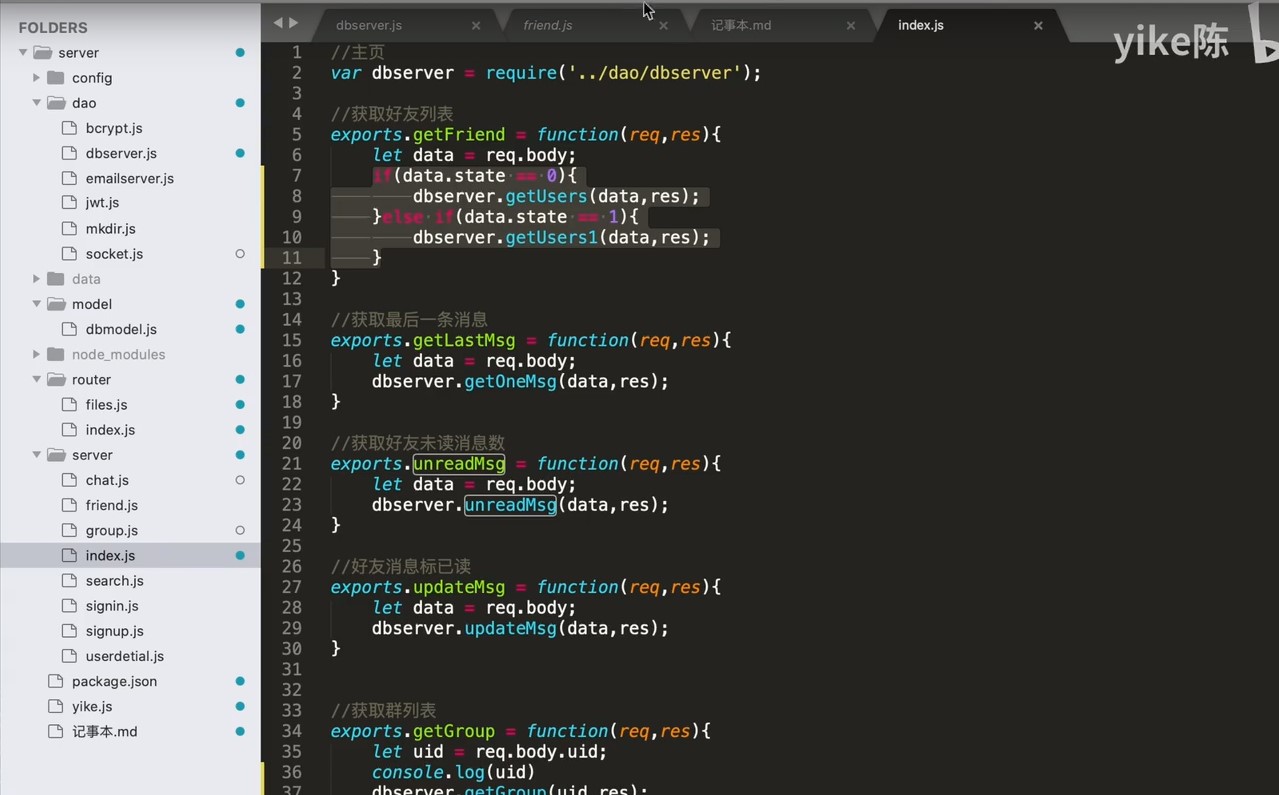 FOLDERS
server
config
dao
bcrypt.js
dbserver.js
emailserver.js
jwt.js
mkdir.js
socket.js
data
model
dbmodel.js
node_modules
router
files.js
index.js
server
chat.js
friend.js
group.js
index.js
search.js
signin.js
signup.js
userdetial.js
package.json
yike.js
记事本.md
dbserver.js
friend.js
记事本.md
index.js
yike陈
1 //主页
2 var dbserver = require('../dao/dbserver');
3
4 //获取好友列表
5 exports.getFriend = function(req,res){
6 let data = req.body;
7 if(data.state == 0){
8 dbserver.getUsers(data,res);
9 }else if(data.state == 1){
10 dbserver.getUsers1(data,res);
11 }
12 }
13
14 //获取最后一条消息
15 exports.getLastMsg = function(req,res){
16 let data = req.body;
17 dbserver.getOneMsg(data,res);
18 }
19
20 //获取好友未读消息数
21 exports.unreadMsg = function(req,res){
22 let data = req.body;
23 dbserver.unreadMsg(data,res);
24 }
25
26 //好友消息标已读
27 exports.updateMsg = function(req,res){
28 let data = req.body;
29 dbserver.updateMsg(data,res);
30 }
31
32
33 //获取群列表
34 exports.getGroup = function(req,res){
35 let uid = req.body.uid;
36 console.log(uid)
37 dbserver.getGroup(uid,res);